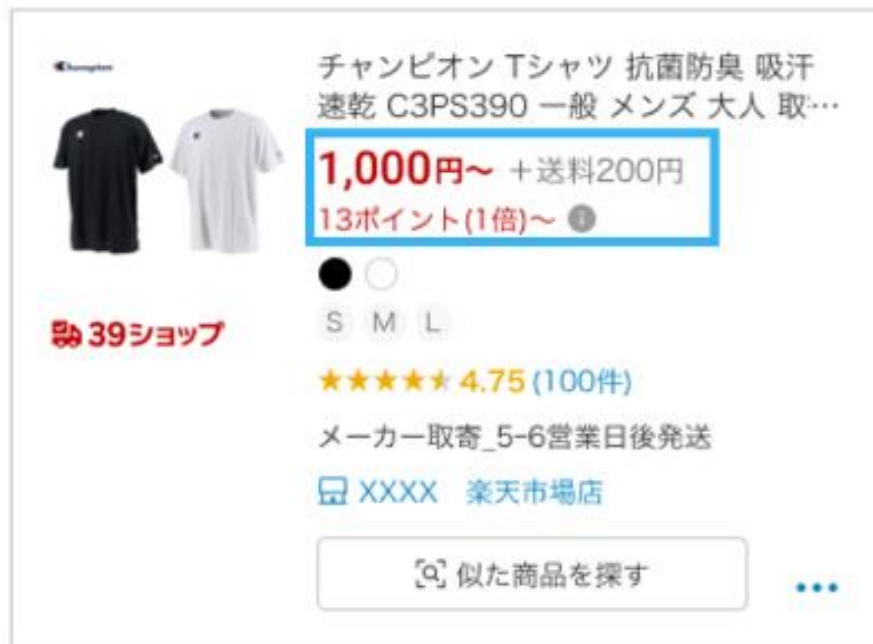 Champion
チャンピオン Tシャツ 抗菌防臭 吸汗
速乾 C3PS390 一般 メンズ 大人 取…
1,000円～ +送料200円
13ポイント(1倍)～
S M L
39ショップ
4.75 (100件)
メーカー取寄_5-6営業日後発送
XXXX 楽天市場店
似た商品を探す